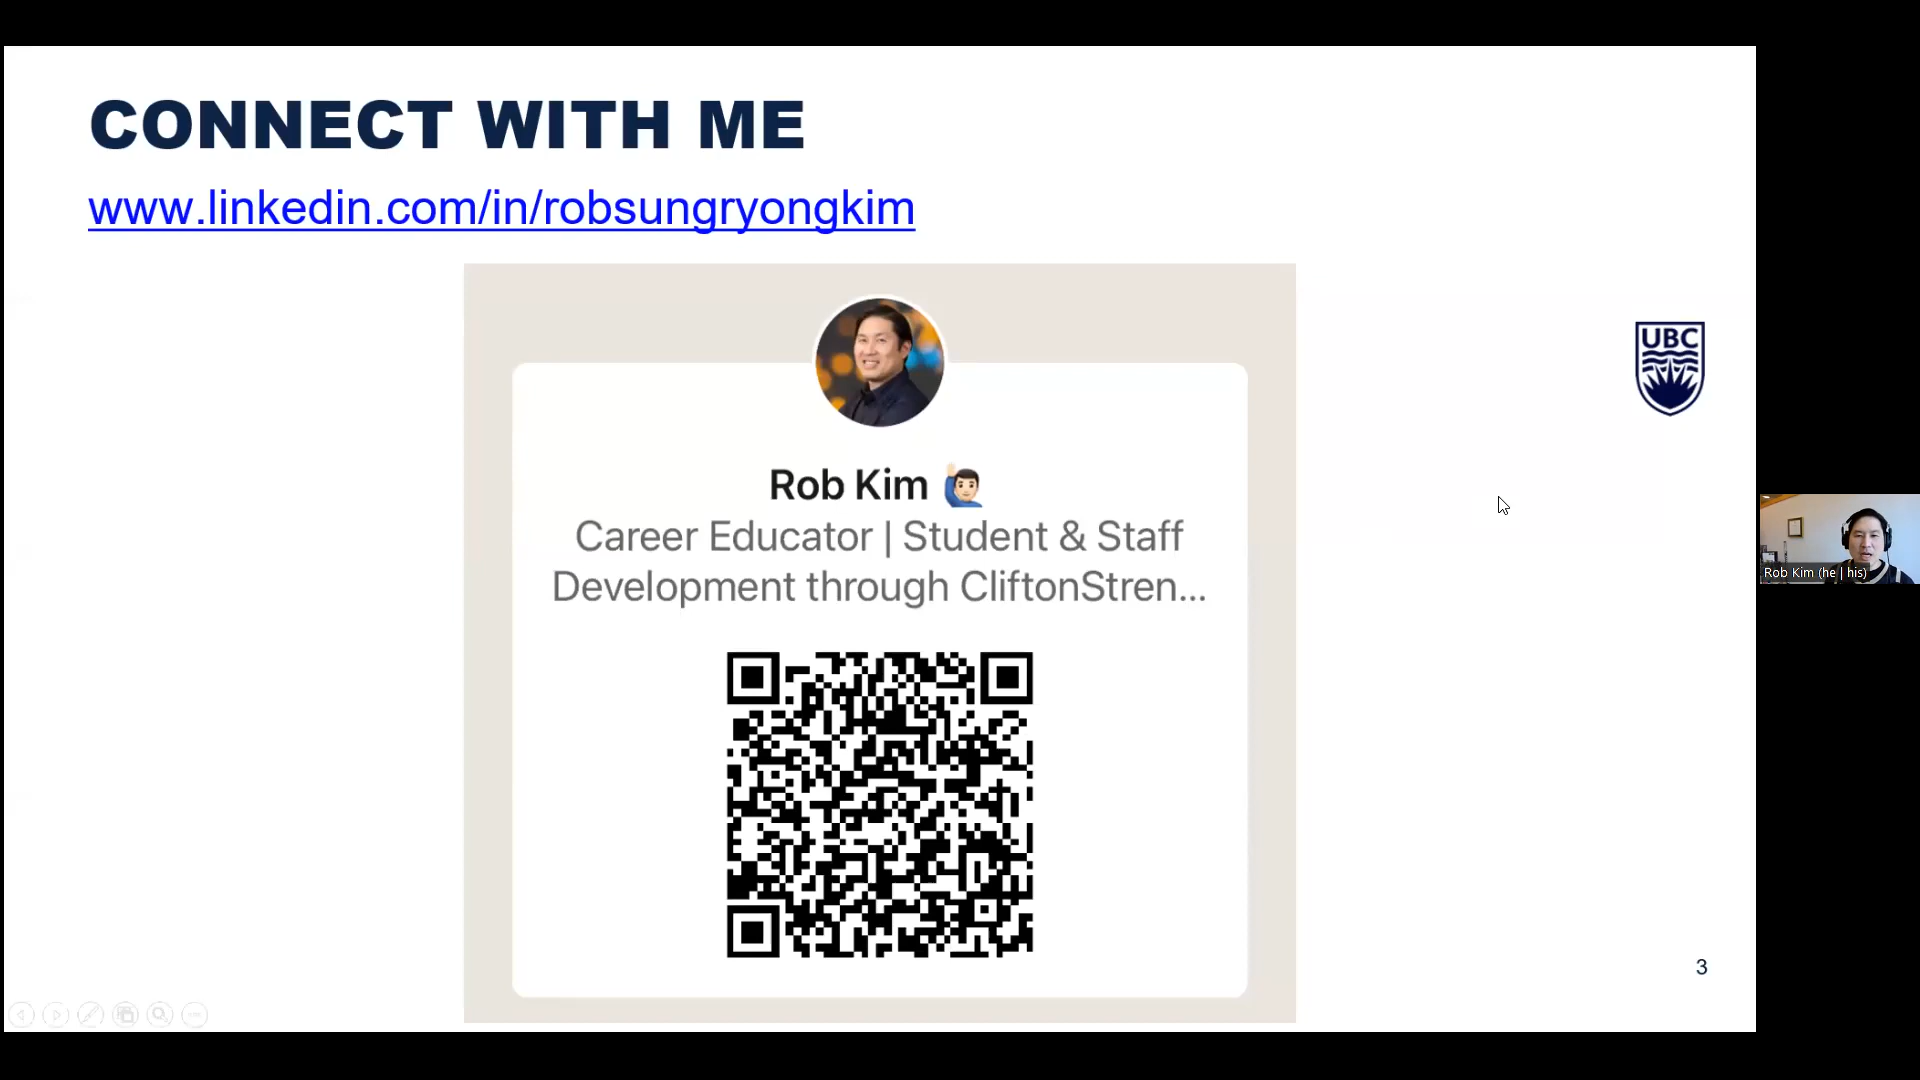 CONNECT WITH ME
www.linkedin.com/in/robsungryongkim
UBC
Rob Kim
Career Educator | Student & Staff
Development through CliftonStren...
Rob Kim (he | his)
3